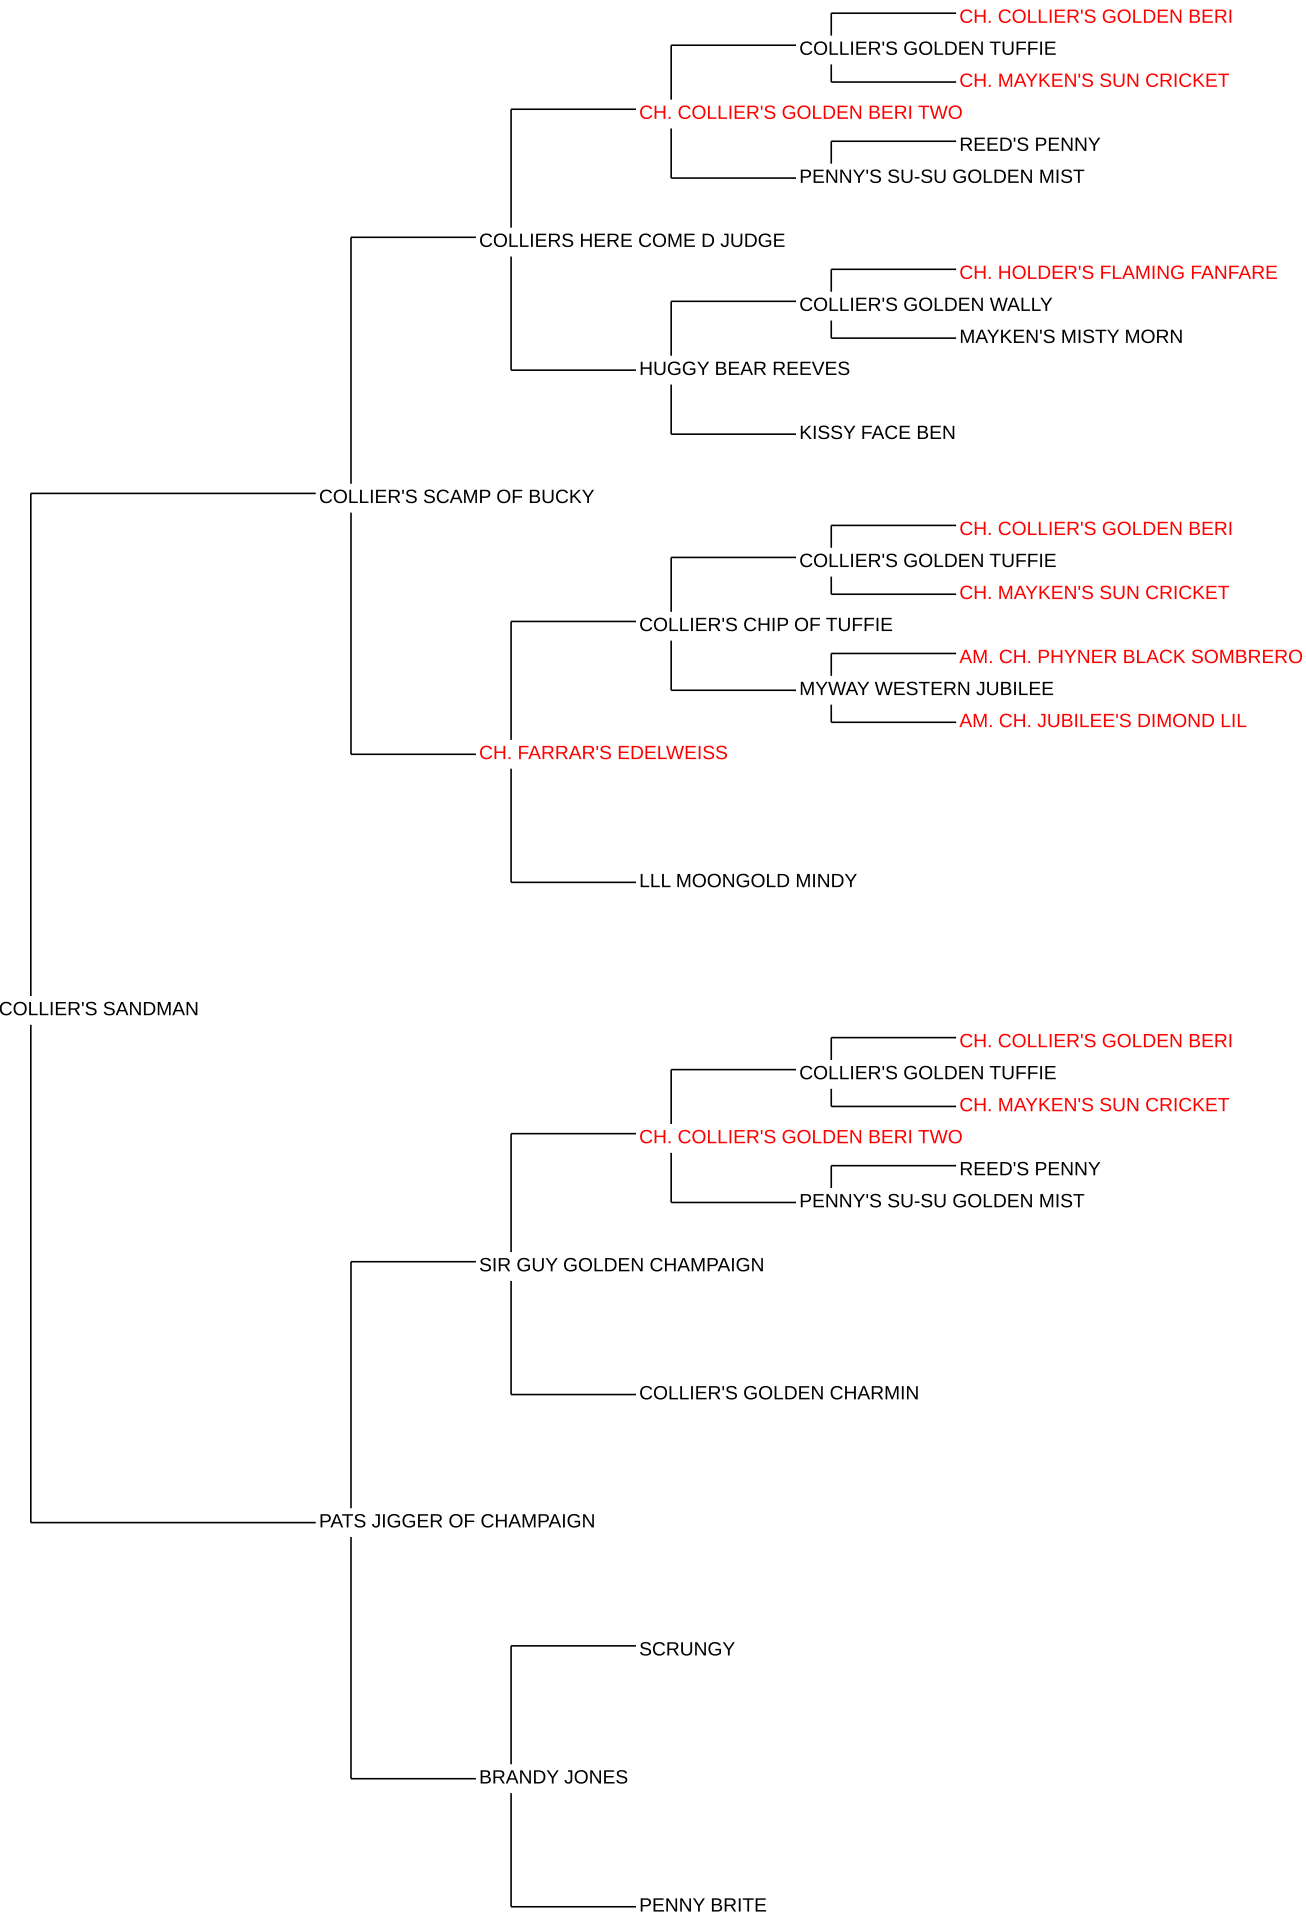 CH. COLLIER'S GOLDEN BERI
COLLIER'S GOLDEN TUFFIE
CH. MAYKEN'S SUN CRICKET
CH. COLLIER'S GOLDEN BERI TWO
REED'S PENNY
PENNY'S SU-SU GOLDEN MIST
COLLIERS HERE COME D JUDGE
CH. HOLDER'S FLAMING FANFARE
COLLIER'S GOLDEN WALLY
MAYKEN'S MISTY MORN
HUGGY BEAR REEVES
KISSY FACE BEN
COLLIER'S SCAMP OF BUCKY
CH. COLLIER'S GOLDEN BERI
COLLIER'S GOLDEN TUFFIE
CH. MAYKEN'S SUN CRICKET
COLLIER'S CHIP OF TUFFIE
AM. CH. PHYNER BLACK SOMBRERO
MYWAY WESTERN JUBILEE
AM. CH. JUBILEE'S DIMOND LIL
CH. FARRAR'S EDELWEISS
LLL MOONGOLD MINDY
COLLIER'S SANDMAN
CH. COLLIER'S GOLDEN BERI
COLLIER'S GOLDEN TUFFIE
CH. MAYKEN'S SUN CRICKET
CH. COLLIER'S GOLDEN BERI TWO
REED'S PENNY
PENNY'S SU-SU GOLDEN MIST
SIR GUY GOLDEN CHAMPAIGN
COLLIER'S GOLDEN CHARMIN
PATS JIGGER OF CHAMPAIGN
SCRUNGY
BRANDY JONES
PENNY BRITE